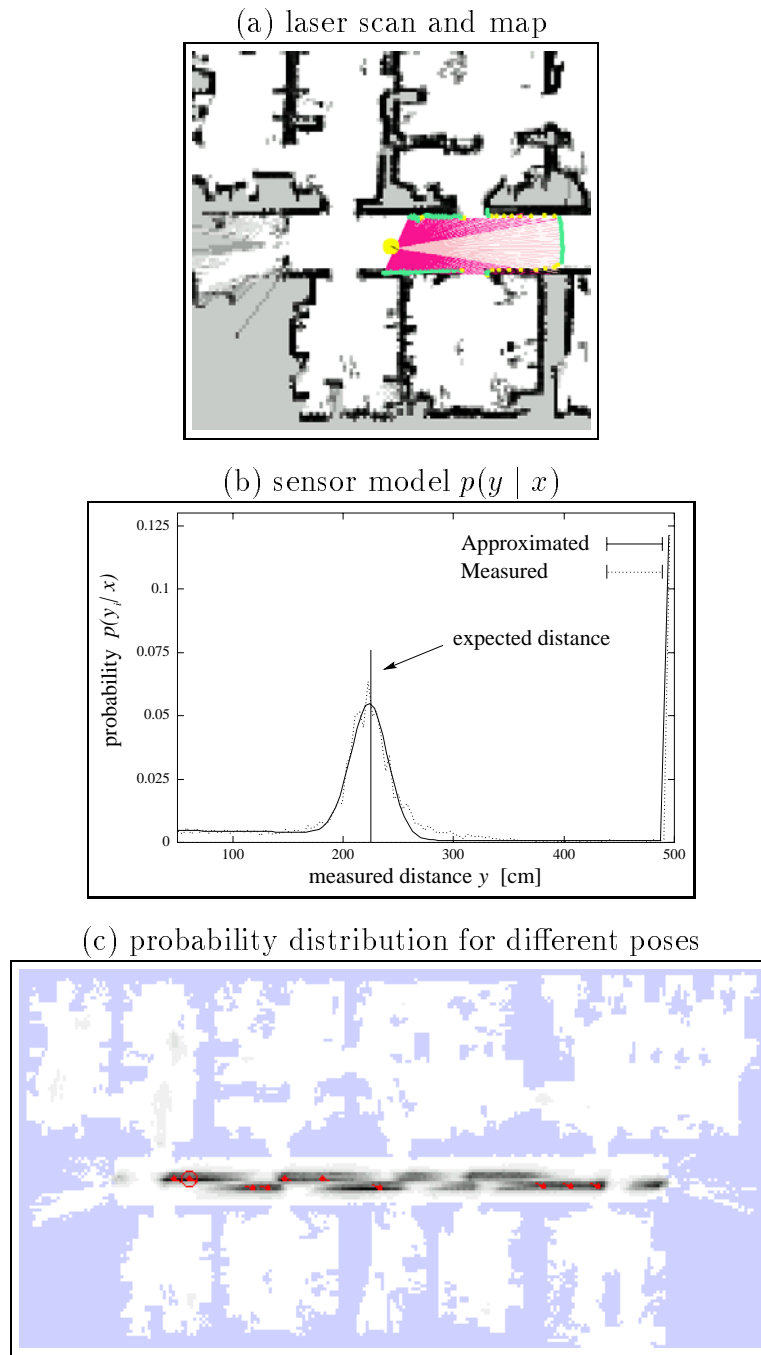 (a) laser scan and map
(b) sensor model p(y | x)
0.125
0.1
0.075
0.05
0.025
0
probability p(y_i | x)
Approximated
Measured
expected distance
100
200
300
400
500
measured distance y [cm]
(c) probability distribution for different poses